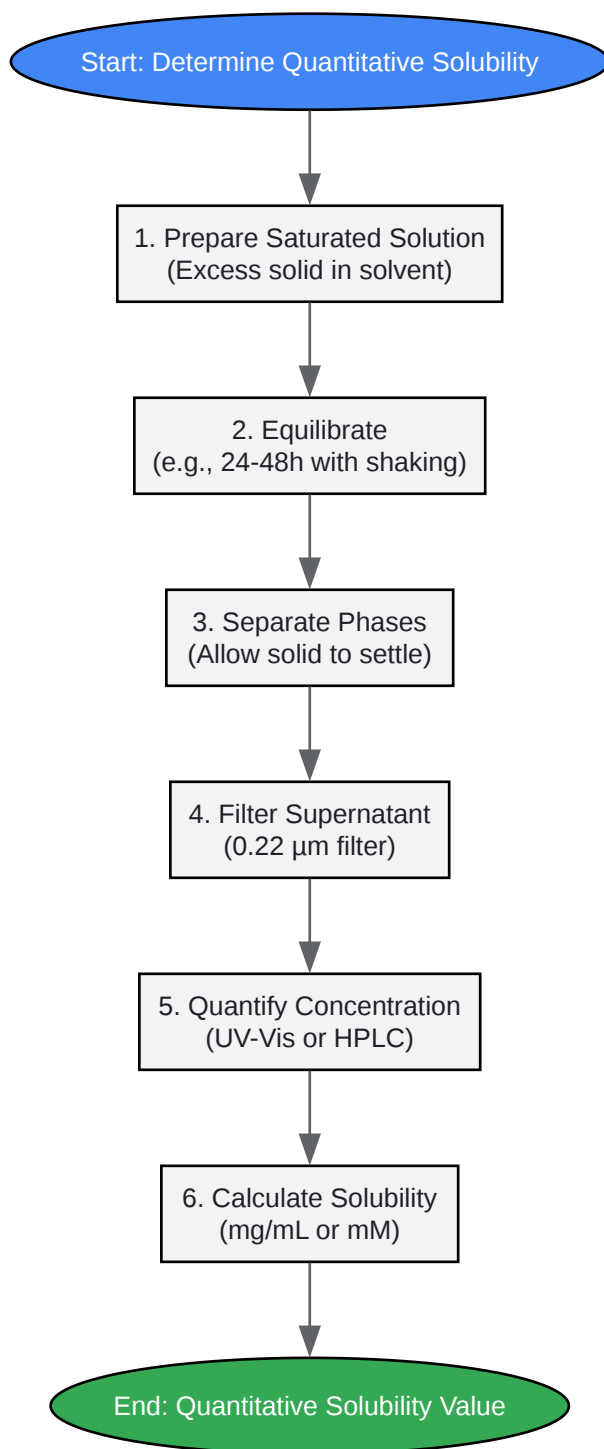 Start: Determine Quantitative Solubility
1. Prepare Saturated Solution
(Excess solid in solvent)
2. Equilibrate
(e.g., 24-48h with shaking)
3. Separate Phases
(Allow solid to settle)
4. Filter Supernatant
(0.22 µm filter)
5. Quantify Concentration
(UV-Vis or HPLC)
6. Calculate Solubility
(mg/mL or mM)
End: Quantitative Solubility Value